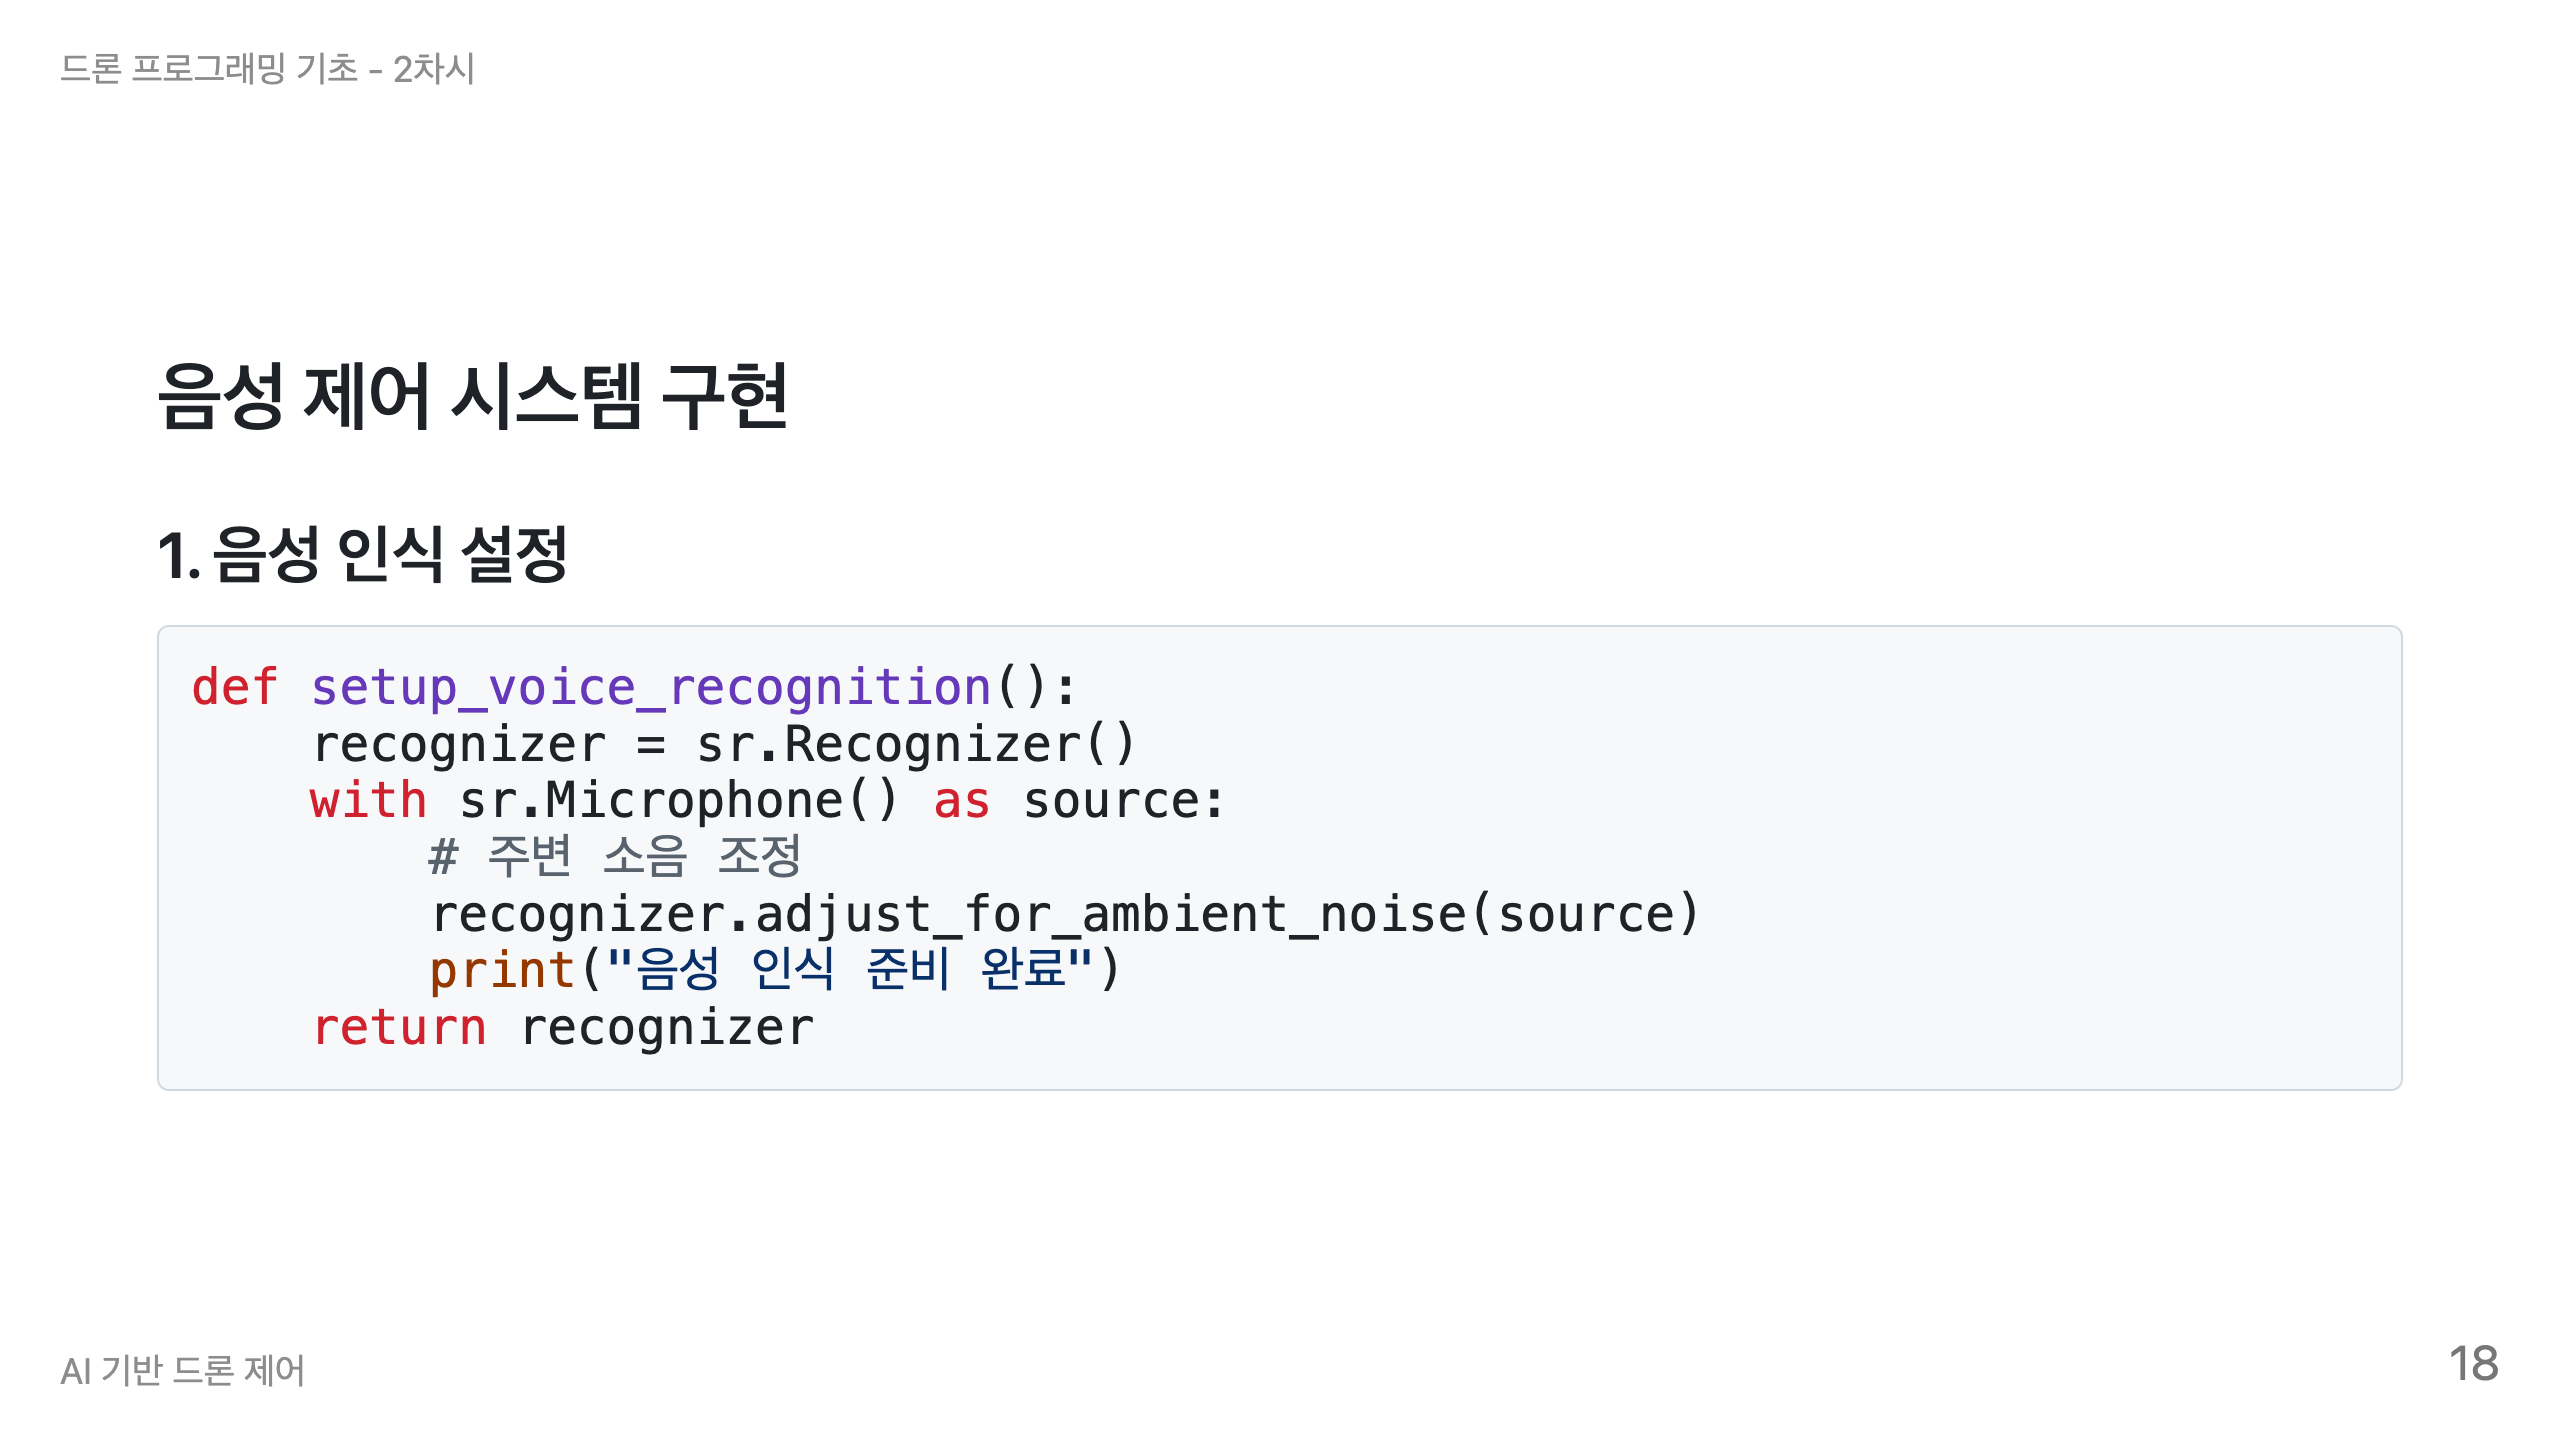 드론 프로그래밍 기초 - 2차시
음성 제어 시스템 구현
1. 음성 인식 설정
def setup_voice_recognition():
    recognizer = sr.Recognizer()
    with sr.Microphone() as source:
        # 주변 소음 조정
        recognizer.adjust_for_ambient_noise(source)
        print("음성 인식 준비 완료")
    return recognizer
AI 기반 드론 제어
18